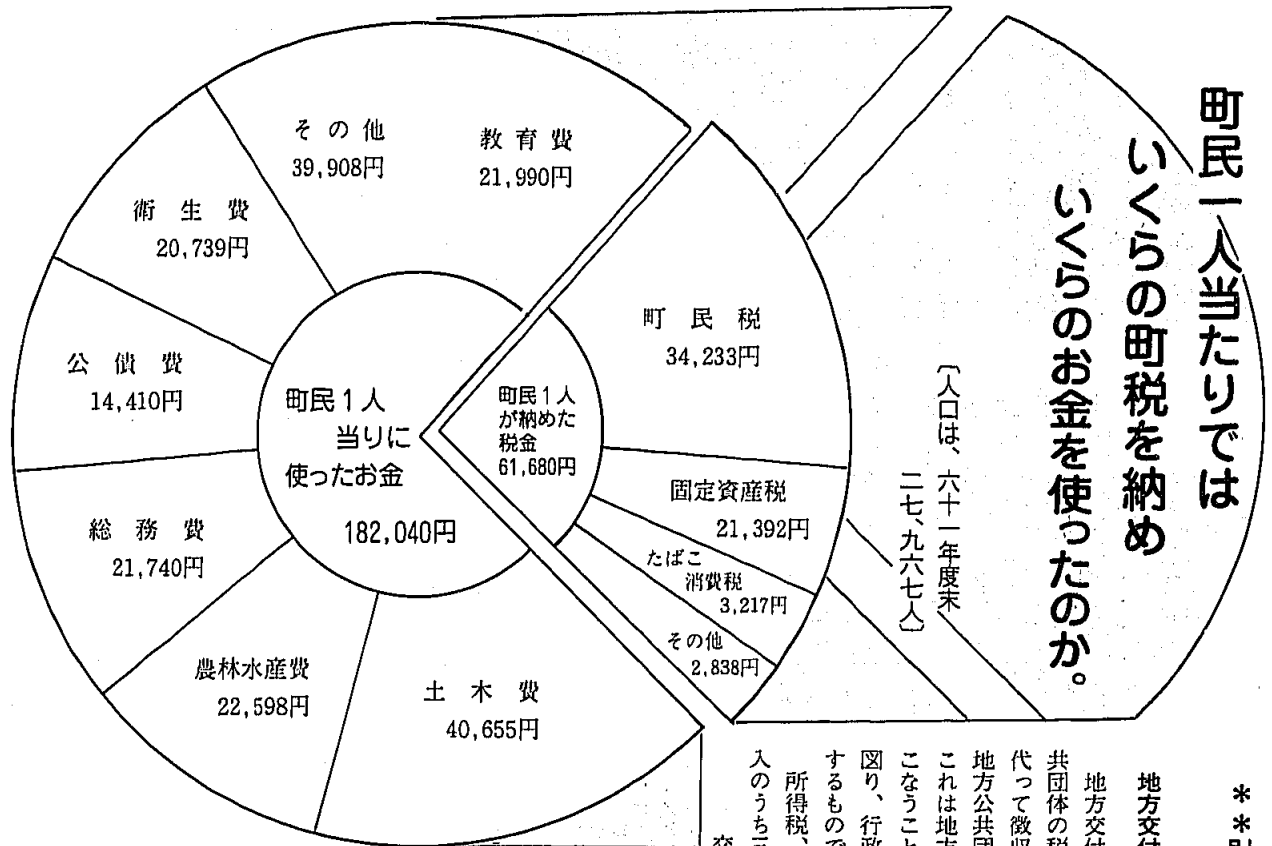 町民一人当たりでは
いくらの町税を納め
いくらのお金を使ったのか。
〔人口は、六十一年度末
二七、九六七人〕
その他
39,908円
教育費
21,990円
衛生費
20,739円
公債費
14,410円
総務費
21,740円
農林水産費
22,598円
土木費
40,655円
町民1人
当りに
使ったお金
182,040円
町民1人
が納めた
税金
61,680円
町民税
34,233円
固定資産税
21,392円
たばこ
消費税
3,217円
その他
2,838円
＊＊
地方交付
地方交付
共団体の税
代って徴収
地方公共団
これは地方
こなうこと
図り、行政
するもので
所得税、
入のうち三